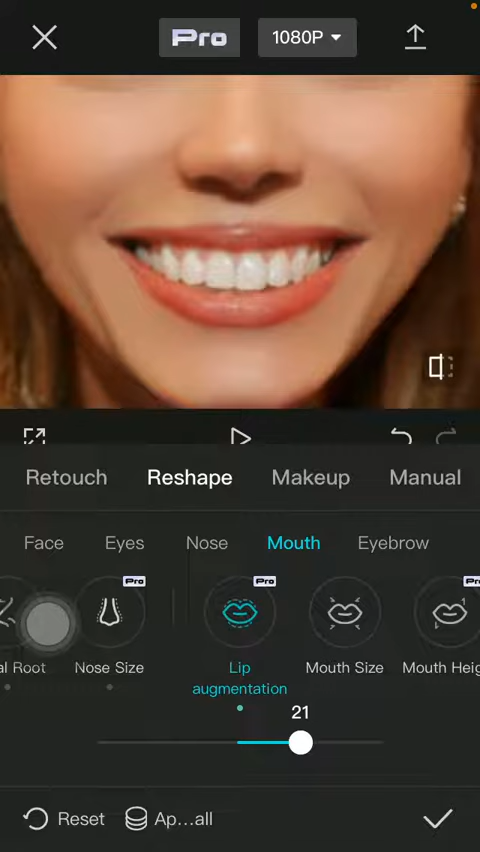 Pro
1080P
Retouch
Reshape
Makeup
Manual
Face
Eyes
Nose
Mouth
Eyebrow
Pro
Pro
Pro
al Root
Nose Size
Lip
augmentation
Mouth Size
Mouth Heig
21
Reset
Ap...all